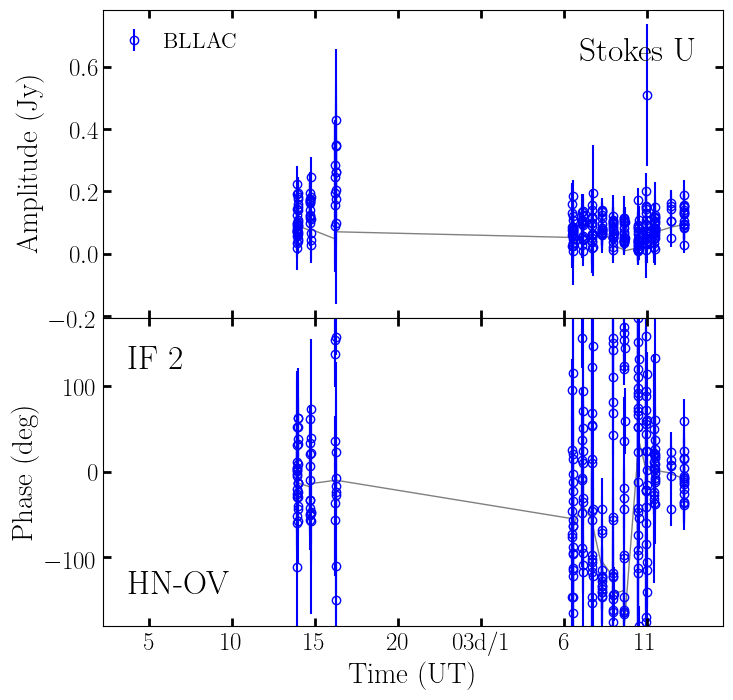 BLLAC
Stokes U
0.6
0.4
0.2
0.0
−0.2
Amplitude (Jy)
IF 2
100
0
−100
Phase (deg)
HN-OV
5 10 15 20 03d/1 6 11
Time (UT)